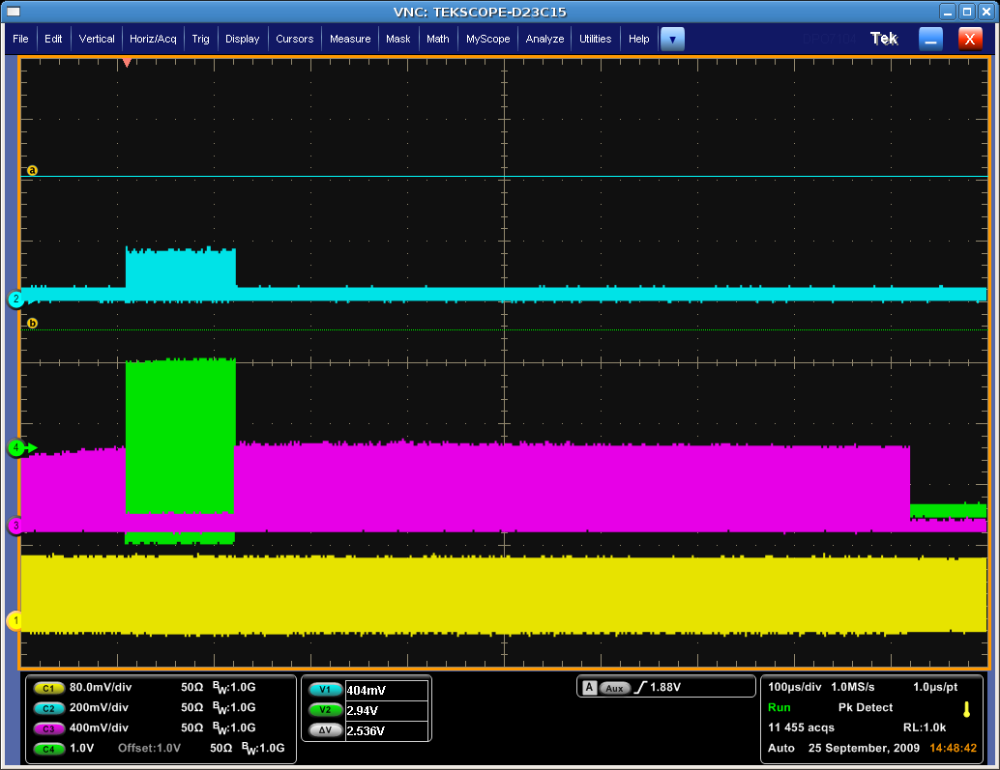 VNC: TEKSCOPE-D23C15
File Edit Vertical Horiz/Acq Trig Display Cursors Measure Mask Math MyScope Analyze Utilities Help Tek X
a
2
b
4
3
1
C1 80.0mV/div 50Ω BW:1.0G
C2 200mV/div 50Ω BW:1.0G
C3 400mV/div 50Ω BW:1.0G
C4 1.0V Offset:1.0V 50Ω BW:1.0G
V1 404mV
V2 2.94V
ΔV 2.536V
A Aux 1.88V
100µs/div 1.0MS/s 1.0µs/pt
Run Pk Detect
11 455 acqs RL:1.0k
Auto 25 September, 2009 14:48:42